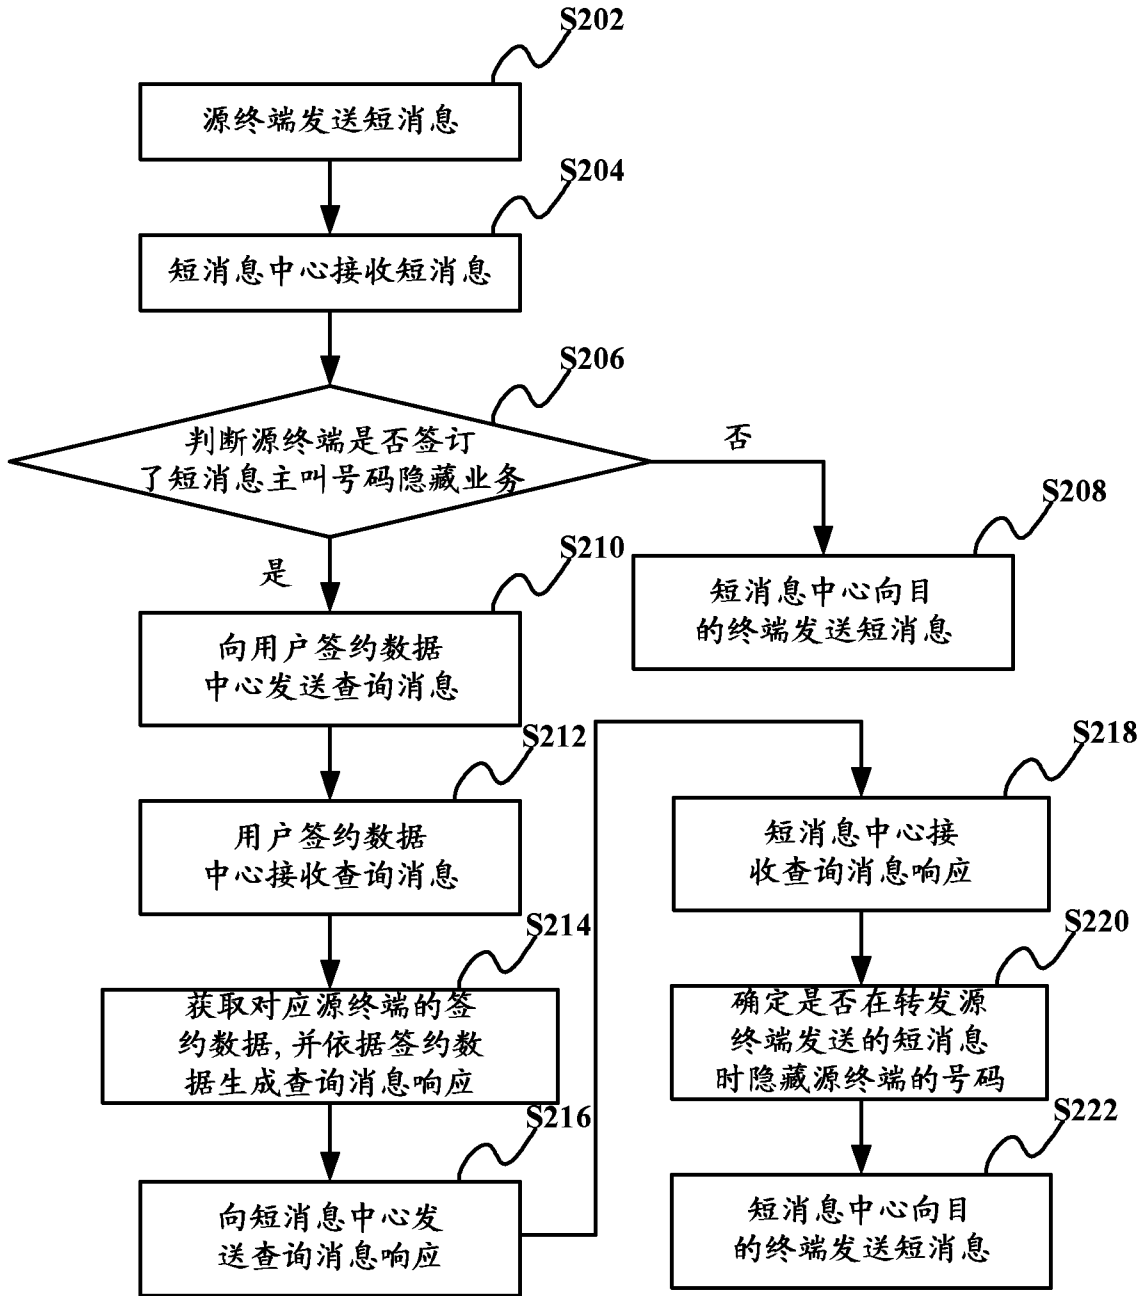 S202
源终端发送短消息
S204
短消息中心接收短消息
S206
判断源终端是否签订
了短消息主叫号码隐藏业务
否
S208
短消息中心向目
的终端发送短消息
是
S210
向用户签约数据
中心发送查询消息
S212
用户签约数据
中心接收查询消息
S214
获取对应源终端的签
约数据,并依据签约数
据生成查询消息响应
S216
向短消息中心发
送查询消息响应
S218
短消息中心接
收查询消息响应
S220
确定是否在转发源
终端发送的短消息
时隐藏源终端的号码
S222
短消息中心向目
的终端发送短消息